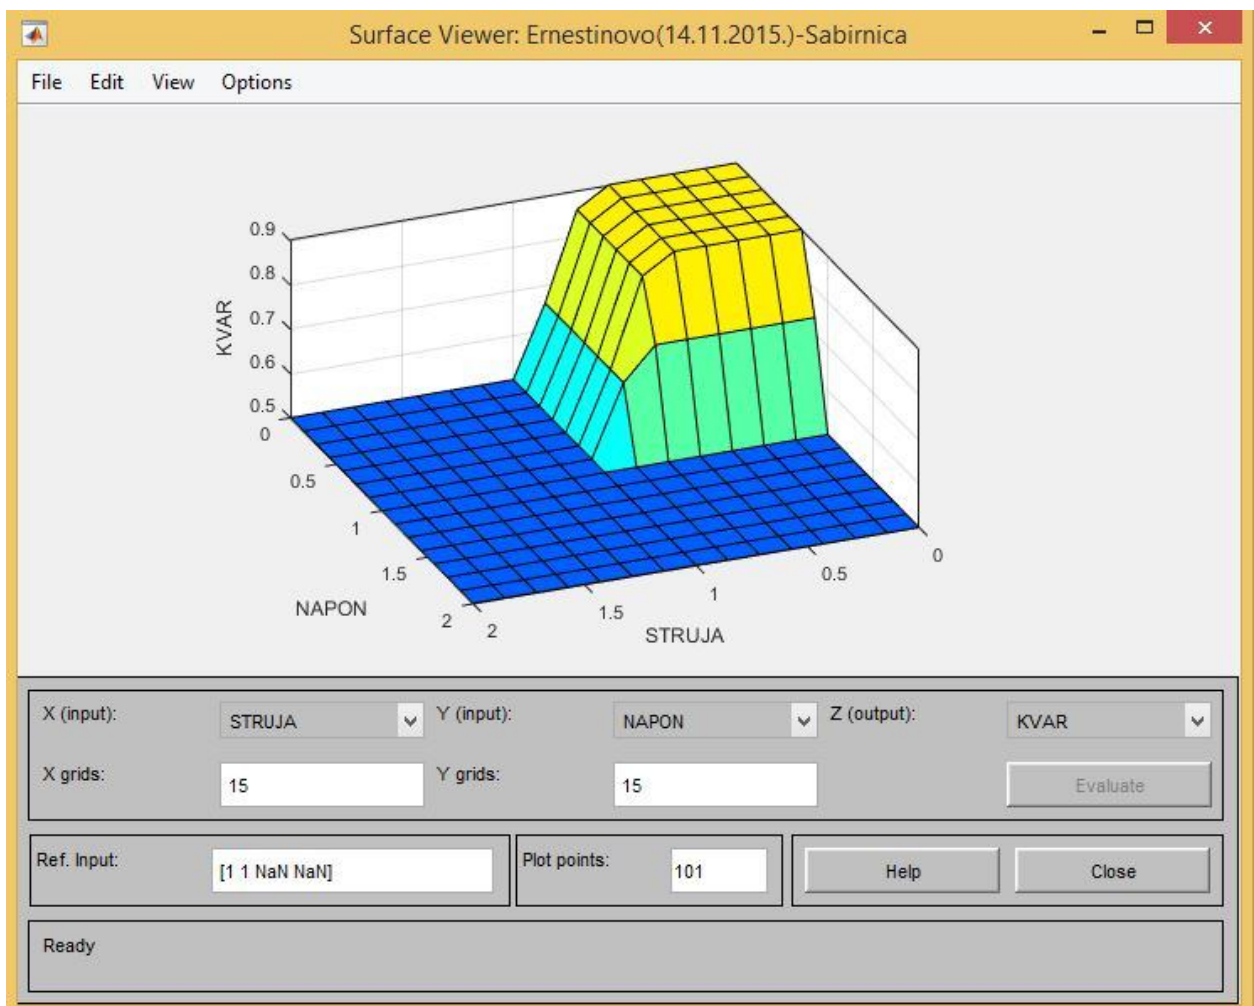 Surface Viewer: Ernestinovo(14.11.2015.)-Sabirnica
File Edit View Options
0.9
0.8
0.7
0.6
0.5
KVAR
0
0.5
1
1.5
2
NAPON
2
1.5
1
0.5
0
STRUJA
X (input): STRUJA Y (input): NAPON Z (output): KVAR
X grids: 15 Y grids: 15 Evaluate
Ref. Input: [1 1 NaN NaN] Plot points: 101 Help Close
Ready